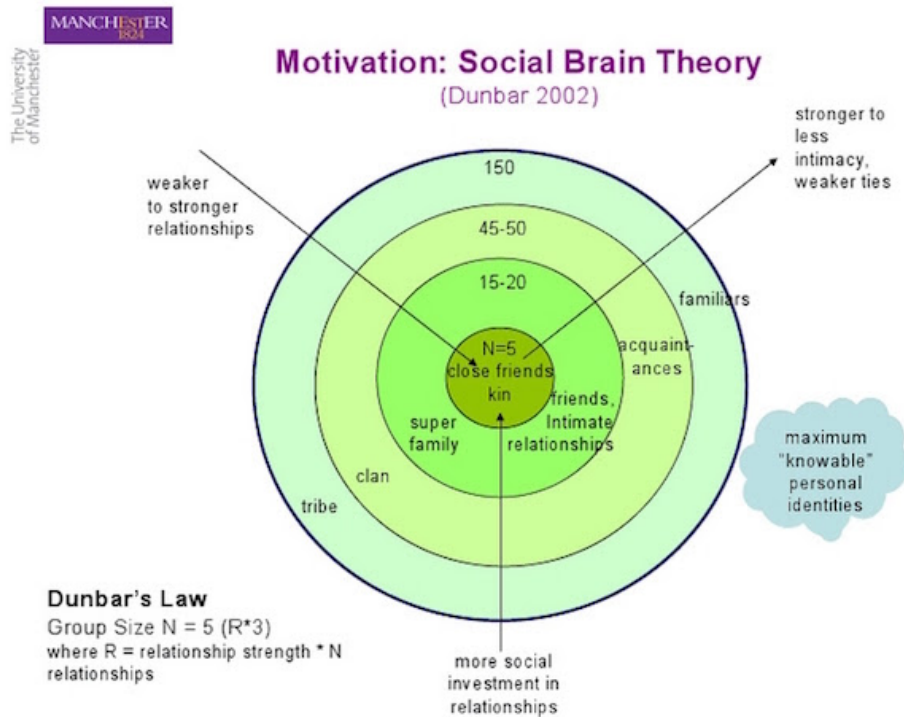 MANCHESTER
1824
The University
of Manchester
Motivation: Social Brain Theory
(Dunbar 2002)
stronger to
less
intimacy,
weaker ties
weaker
to stronger
relationships
150
45-50
15-20
familiars
acquaint-
ances
N=5
close friends
kin
friends,
Intimate
relationships
super
family
clan
tribe
maximum
"knowable"
personal
identities
Dunbar's Law
Group Size N = 5 (R*3)
where R = relationship strength * N
relationships
more social
investment in
relationships